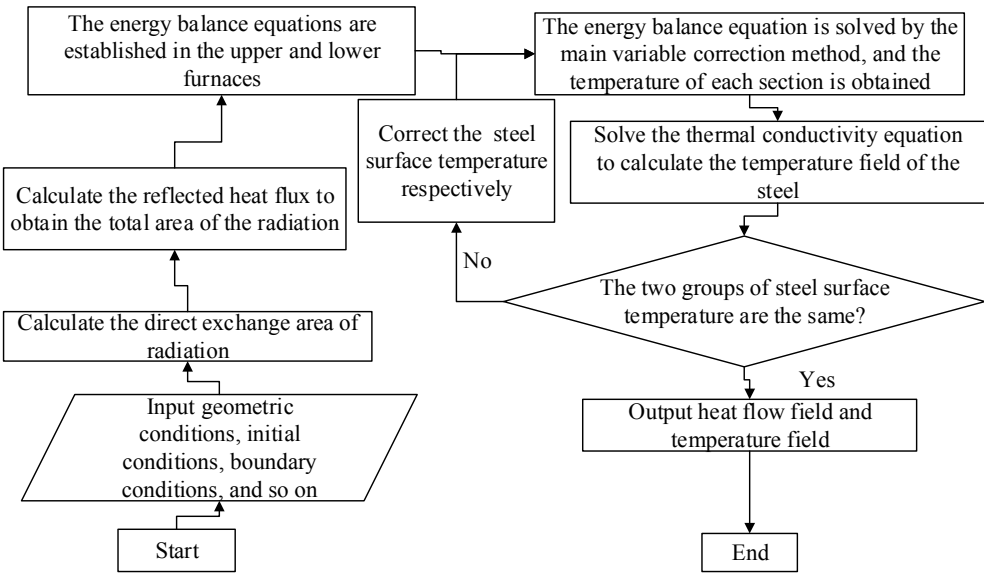 The energy balance equations are
established in the upper and lower
furnaces
The energy balance equation is solved by the
main variable correction method, and the
temperature of each section is obtained
Correct the steel
surface temperature
respectively
Solve the thermal conductivity equation
to calculate the temperature field of the
steel
Calculate the reflected heat flux to
obtain the total area of the radiation
No
The two groups of steel surface
temperature are the same?
Calculate the direct exchange area of
radiation
Yes
Input geometric
conditions, initial
conditions, boundary
conditions, and so on
Output heat flow field and
temperature field
Start
End